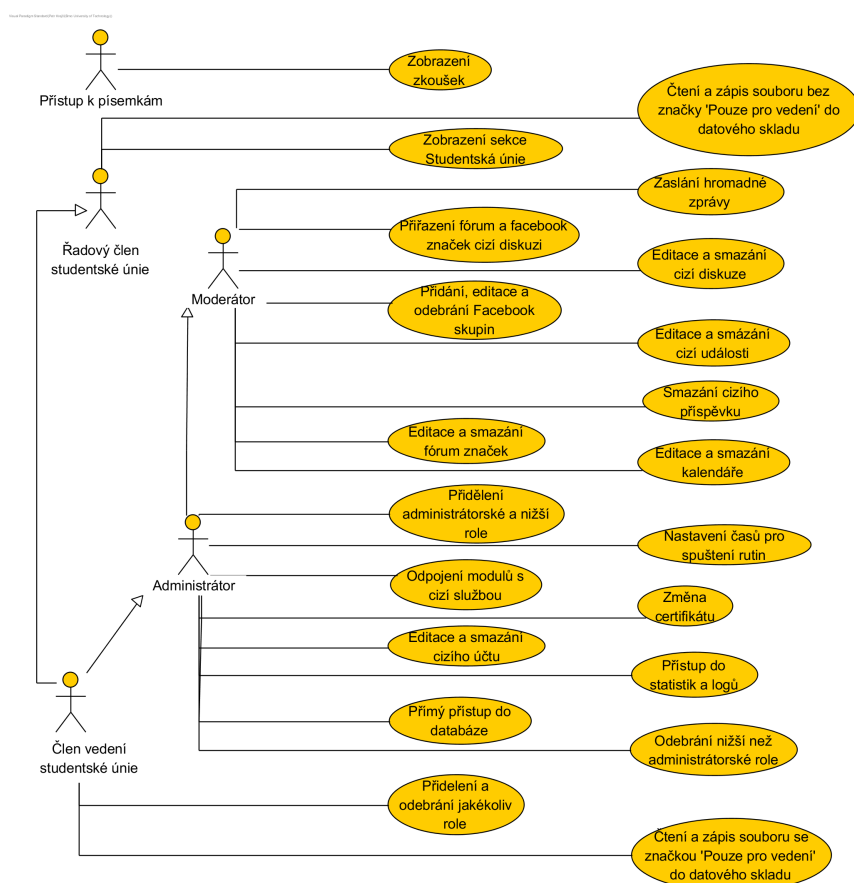 Zobrazení
zkoušek
Přístup k písemkám
Čtení a zápis souboru bez
značky 'Pouze pro vedení' do
datového skladu
Zobrazení sekce
Studentská únie
Řadový člen
studentské únie
Zaslání hromadné
zprávy
Přiřazení fórum a facebook
značek cizí diskuzi
Moderátor
Editace a smazání
cizí diskuze
Přidání, editace a
odebrání Facebook
skupin
Editace a smázání
cizí události
Smazání cizího
příspěvku
Editace a smazání
fórum značek
Editace a smazání
kalendáře
Přidělení
administrátorské a nižší
role
Nastavení časů pro
spuštění rutin
Administrátor
Odpojení modulů s
cizí službou
Změna
certifikátu
Editace a smazání
cizího účtu
Přístup do
statistik a logů
Přímý přístup do
databáze
Odebrání nižší než
administrátorské role
Člen vedení
studentské únie
Přidelení a
odebrání jakékoliv
role
Čtení a zápis souboru se
značkou 'Pouze pro vedení'
do datového skladu